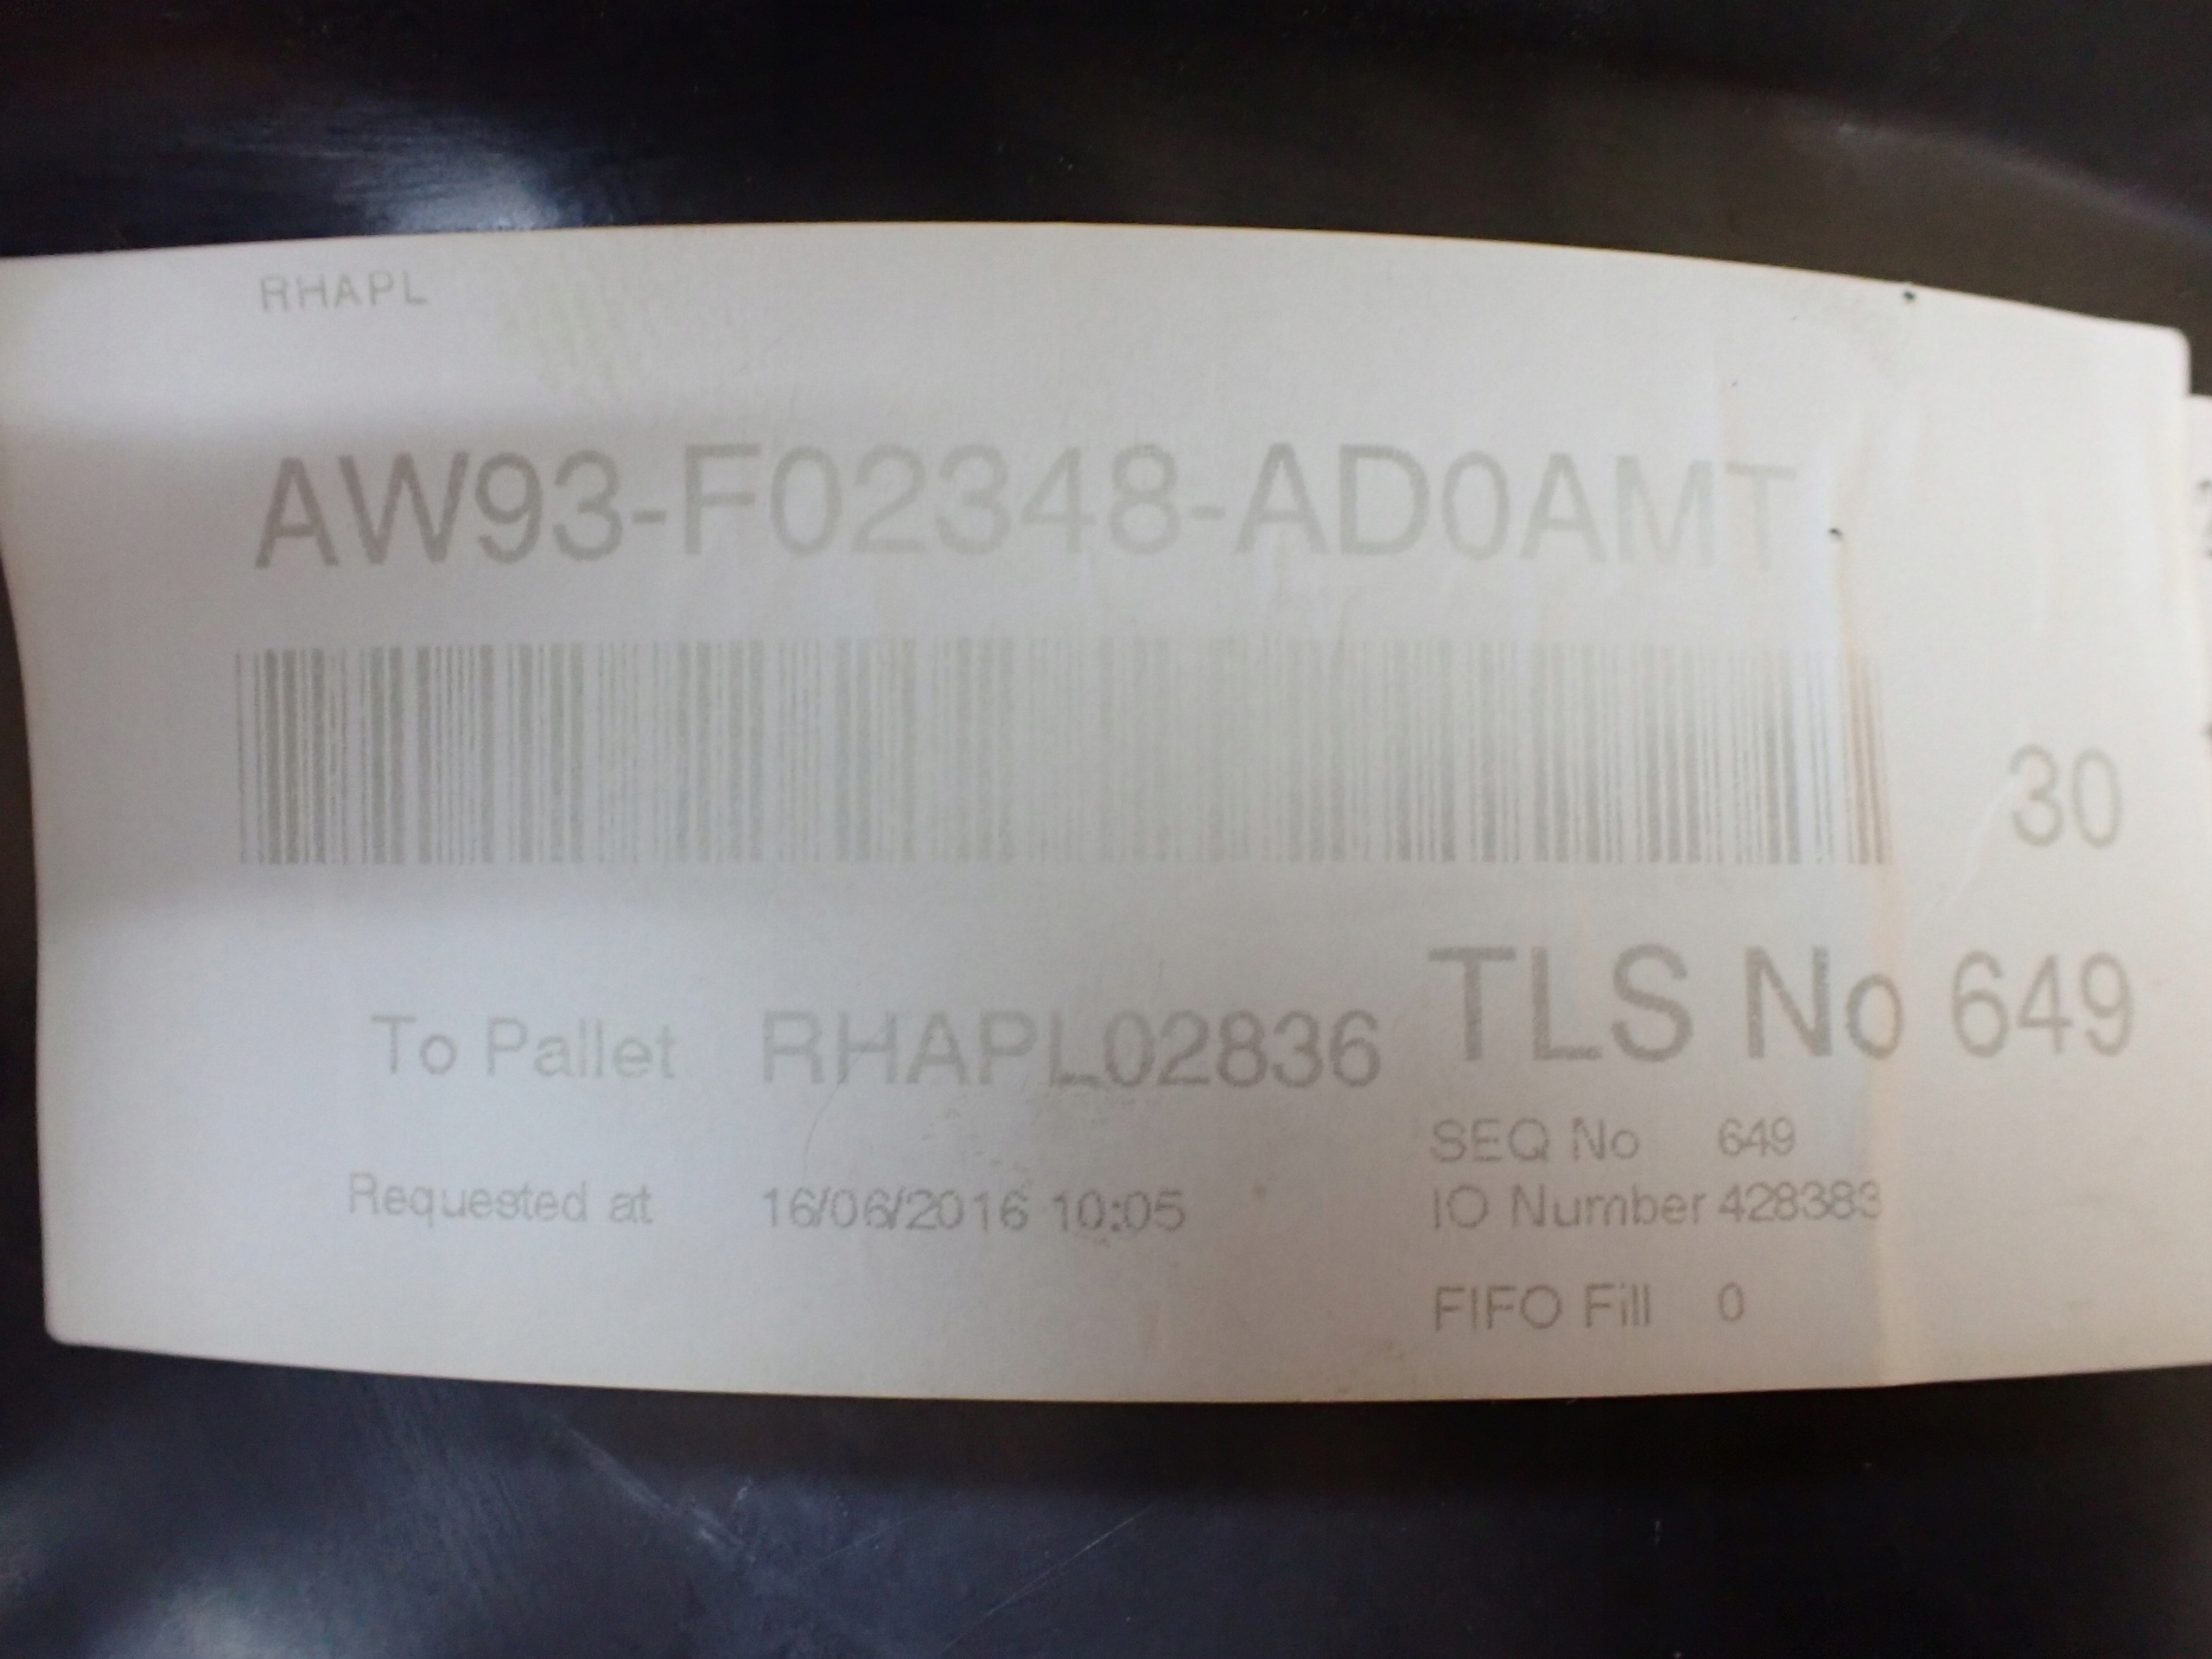 RHAPL
AW93-F02348-AD0AMT
30
TLS No 649
To Pallet RHAPL02836
SEQ No 649
Requested at 16/06/2016 10:05
IO Number 428383
FIFO Fill 0